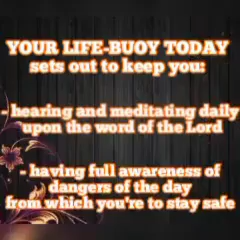 YOUR LIFE-BUOY TODAY
sets out to keep you:
- hearing and meditating daily
upon the word of the Lord
- having full awareness of
dangers of the day
from which you're to stay safe